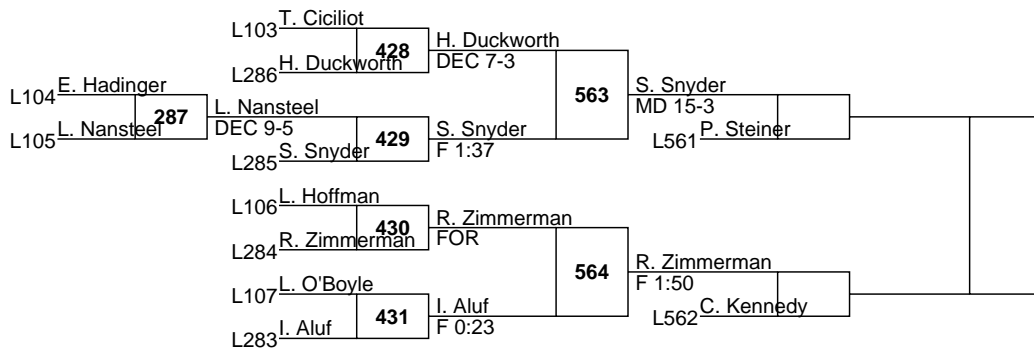 L103 T. Ciciliot
428
H. Duckworth
DEC 7-3
L286 H. Duckworth
L104 E. Hadinger
287
L. Nansteel
DEC 9-5
L105 L. Nansteel
563
S. Snyder
MD 15-3
L561 P. Steiner
429
S. Snyder
F 1:37
L285 S. Snyder
L106 L. Hoffman
430
R. Zimmerman
FOR
L284 R. Zimmerman
564
R. Zimmerman
F 1:50
L562 C. Kennedy
L107 L. O'Boyle
431
I. Aluf
F 0:23
L283 I. Aluf